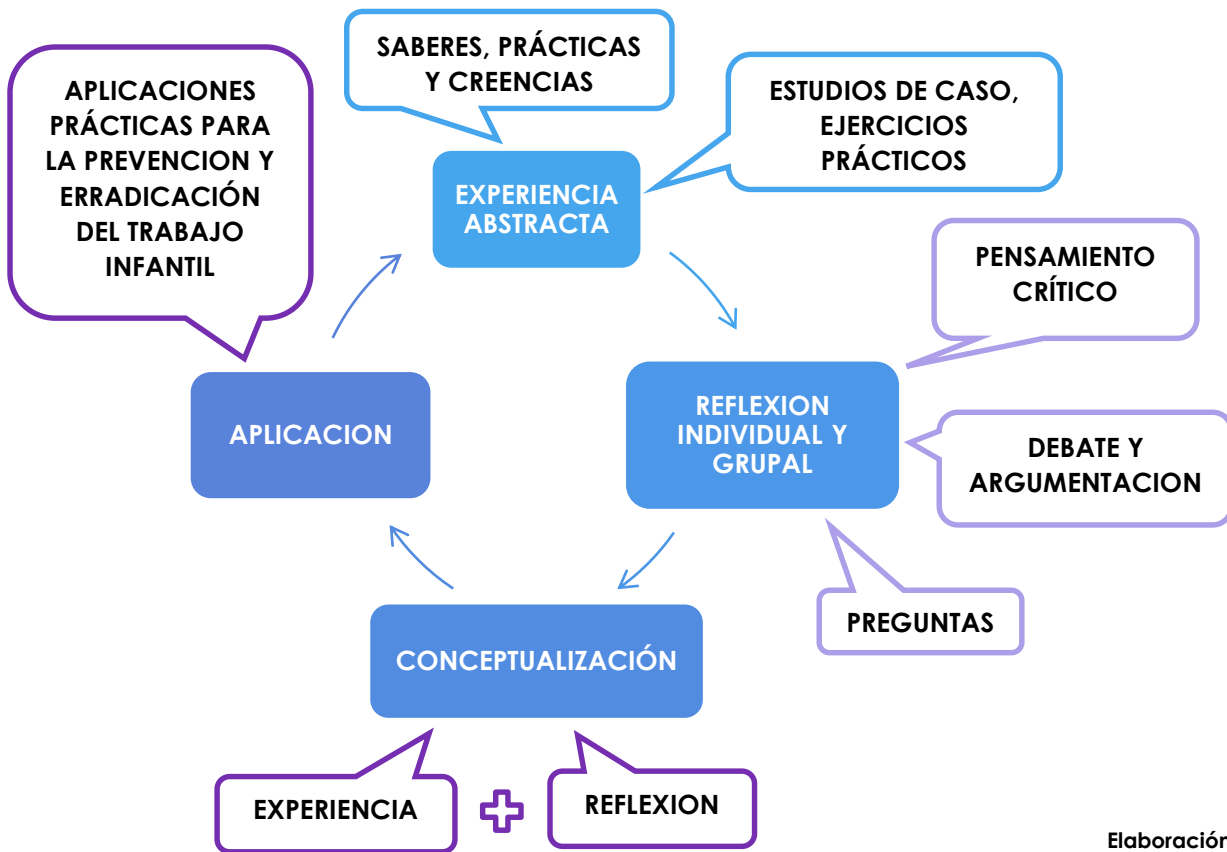 APLICACIONES
PRÁCTICAS PARA
LA PREVENCION Y
ERRADICACIÓN
DEL TRABAJO
INFANTIL
SABERES, PRÁCTICAS
Y CREENCIAS
ESTUDIOS DE CASO,
EJERCICIOS
PRÁCTICOS
EXPERIENCIA
ABSTRACTA
PENSAMIENTO
CRÍTICO
REFLEXION
INDIVIDUAL Y
GRUPAL
APLICACION
DEBATE Y
ARGUMENTACION
PREGUNTAS
CONCEPTUALIZACIÓN
EXPERIENCIA
REFLEXION
Elaboración